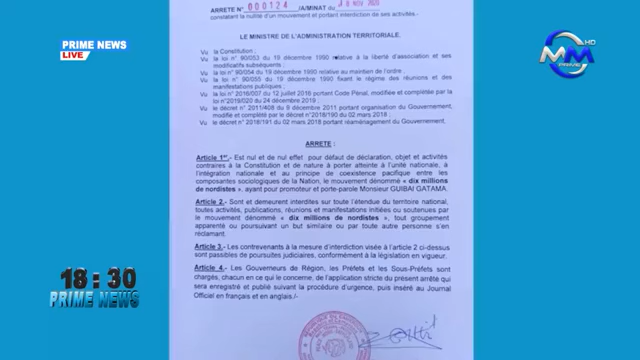 PRIME NEWS
LIVE
HD
MM
PRIME
ARRETE N° 000124 /A/MINAT du 18 NOV 2020
constatant la nullité d'un mouvement et portant interdiction de ses activités.-
LE MINISTRE DE L'ADMINISTRATION TERRITORIALE,
Vu la Constitution ;
Vu la loi n° 90/053 du 19 décembre 1990 relative à la liberté d'association et ses
modificatifs subséquents ;
Vu la loi n° 90/054 du 19 décembre 1990 relative au maintien de l'ordre ;
Vu la loi n° 90/055 du 19 décembre 1990 fixant le régime des réunions et des
manifestations publiques ;
Vu la loi n° 2016/007 du 12 juillet 2016 portant Code Pénal, modifiée et complétée par la
loi n°2019/020 du 24 décembre 2019 ;
Vu le décret n° 2011/408 du 9 décembre 2011 portant organisation du Gouvernement,
modifié et complété par le décret n°2018/190 du 02 mars 2018 ;
Vu le décret n° 2018/191 du 02 mars 2018 portant réaménagement du Gouvernement,
ARRETE :
Article 1er.- Est nul et de nul effet pour défaut de déclaration, objet et activités
contraires à la Constitution et de nature à porter atteinte à l'unité nationale, à
l'intégration nationale et au principe de coexistence pacifique entre les
composantes sociologiques de la Nation, le mouvement dénommé « dix millions
de nordistes », ayant pour promoteur et porte-parole Monsieur GUIBAI GATAMA.
Article 2.- Sont et demeurent interdites sur toute l'étendue du territoire national,
toutes activités, publications, réunions et manifestations initiées ou soutenues par
le mouvement dénommé « dix millions de nordistes », tout groupement
apparenté ou poursuivant un but similaire ou par toute autre personne s'en
réclamant.
Article 3.- Les contrevenants à la mesure d'interdiction visée à l'article 2 ci-dessus
sont passibles de poursuites judiciaires, conformément à la législation en vigueur.
Article 4.- Les Gouverneurs de Région, les Préfets et les Sous-Préfets sont
chargés, chacun en ce qui le concerne, de l'application stricte du présent arrêté qui
sera enregistré et publié suivant la procédure d'urgence, puis inséré au Journal
Officiel en français et en anglais./-
18:30
PRIME NEWS